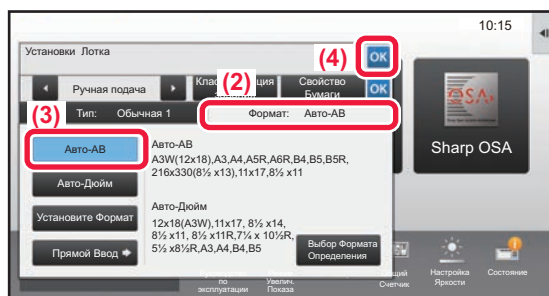 10:15
Установки Лотка
(4)
OK
Ручная подача
(2)
Свойство
Бумаги
OK
(3)
Тип: Обычная 1
Формат: Авто-AB
Авто-AB
Авто-Дюйм
Установите Формат
Прямой Ввод
Авто-AB
A3W(12x18),A3,A4,A5R,A6R,B4,B5,B5R,
216x330(8½ x13),11x17,8½ x11
Авто-Дюйм
12x18(A3W),11x17, 8½ x14,
8½ x11, 8½ x11R,7¼ x 10½R,
5½ x8½R,A3,A4,B4,B5
Выбор Формата
Определения
OSA
Sharp OSA
по
эксплуатации
Увелич.
Показа
Счетчик
Настройка
Яркости
Состояние